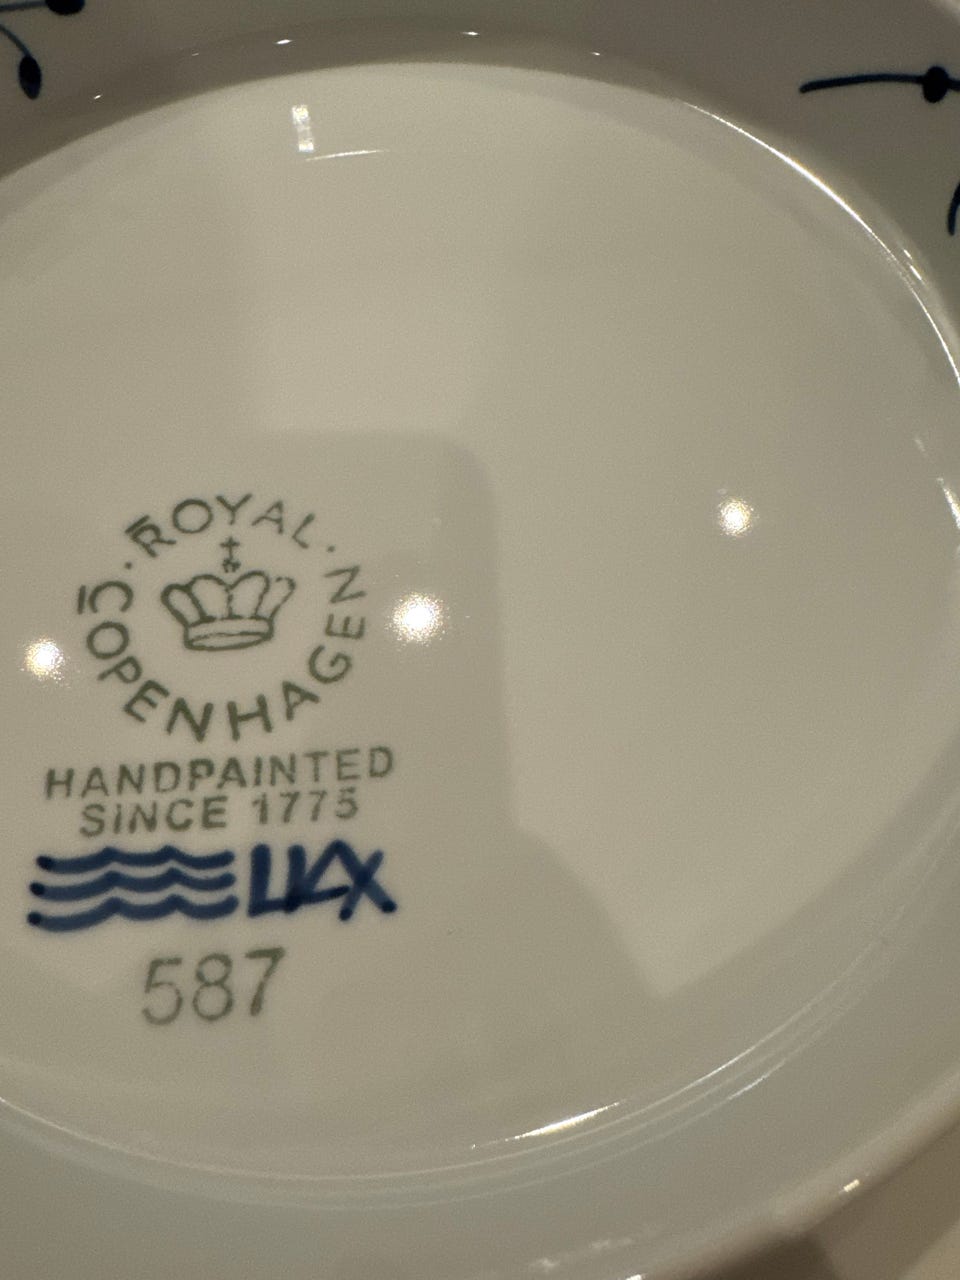 ROYAL · COPENHAGEN ·
HANDPAINTED
SINCE 1775
587